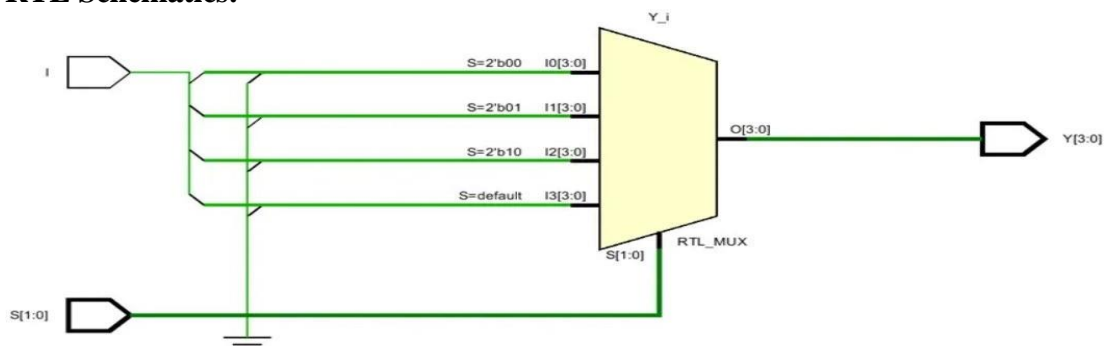 RTL Schematics:
Y_i
I
S=2'b00 I0[3:0]
S=2'b01 I1[3:0]
O[3:0]
Y[3:0]
S=2'b10 I2[3:0]
S=default I3[3:0]
RTL_MUX
S[1:0]
S[1:0]